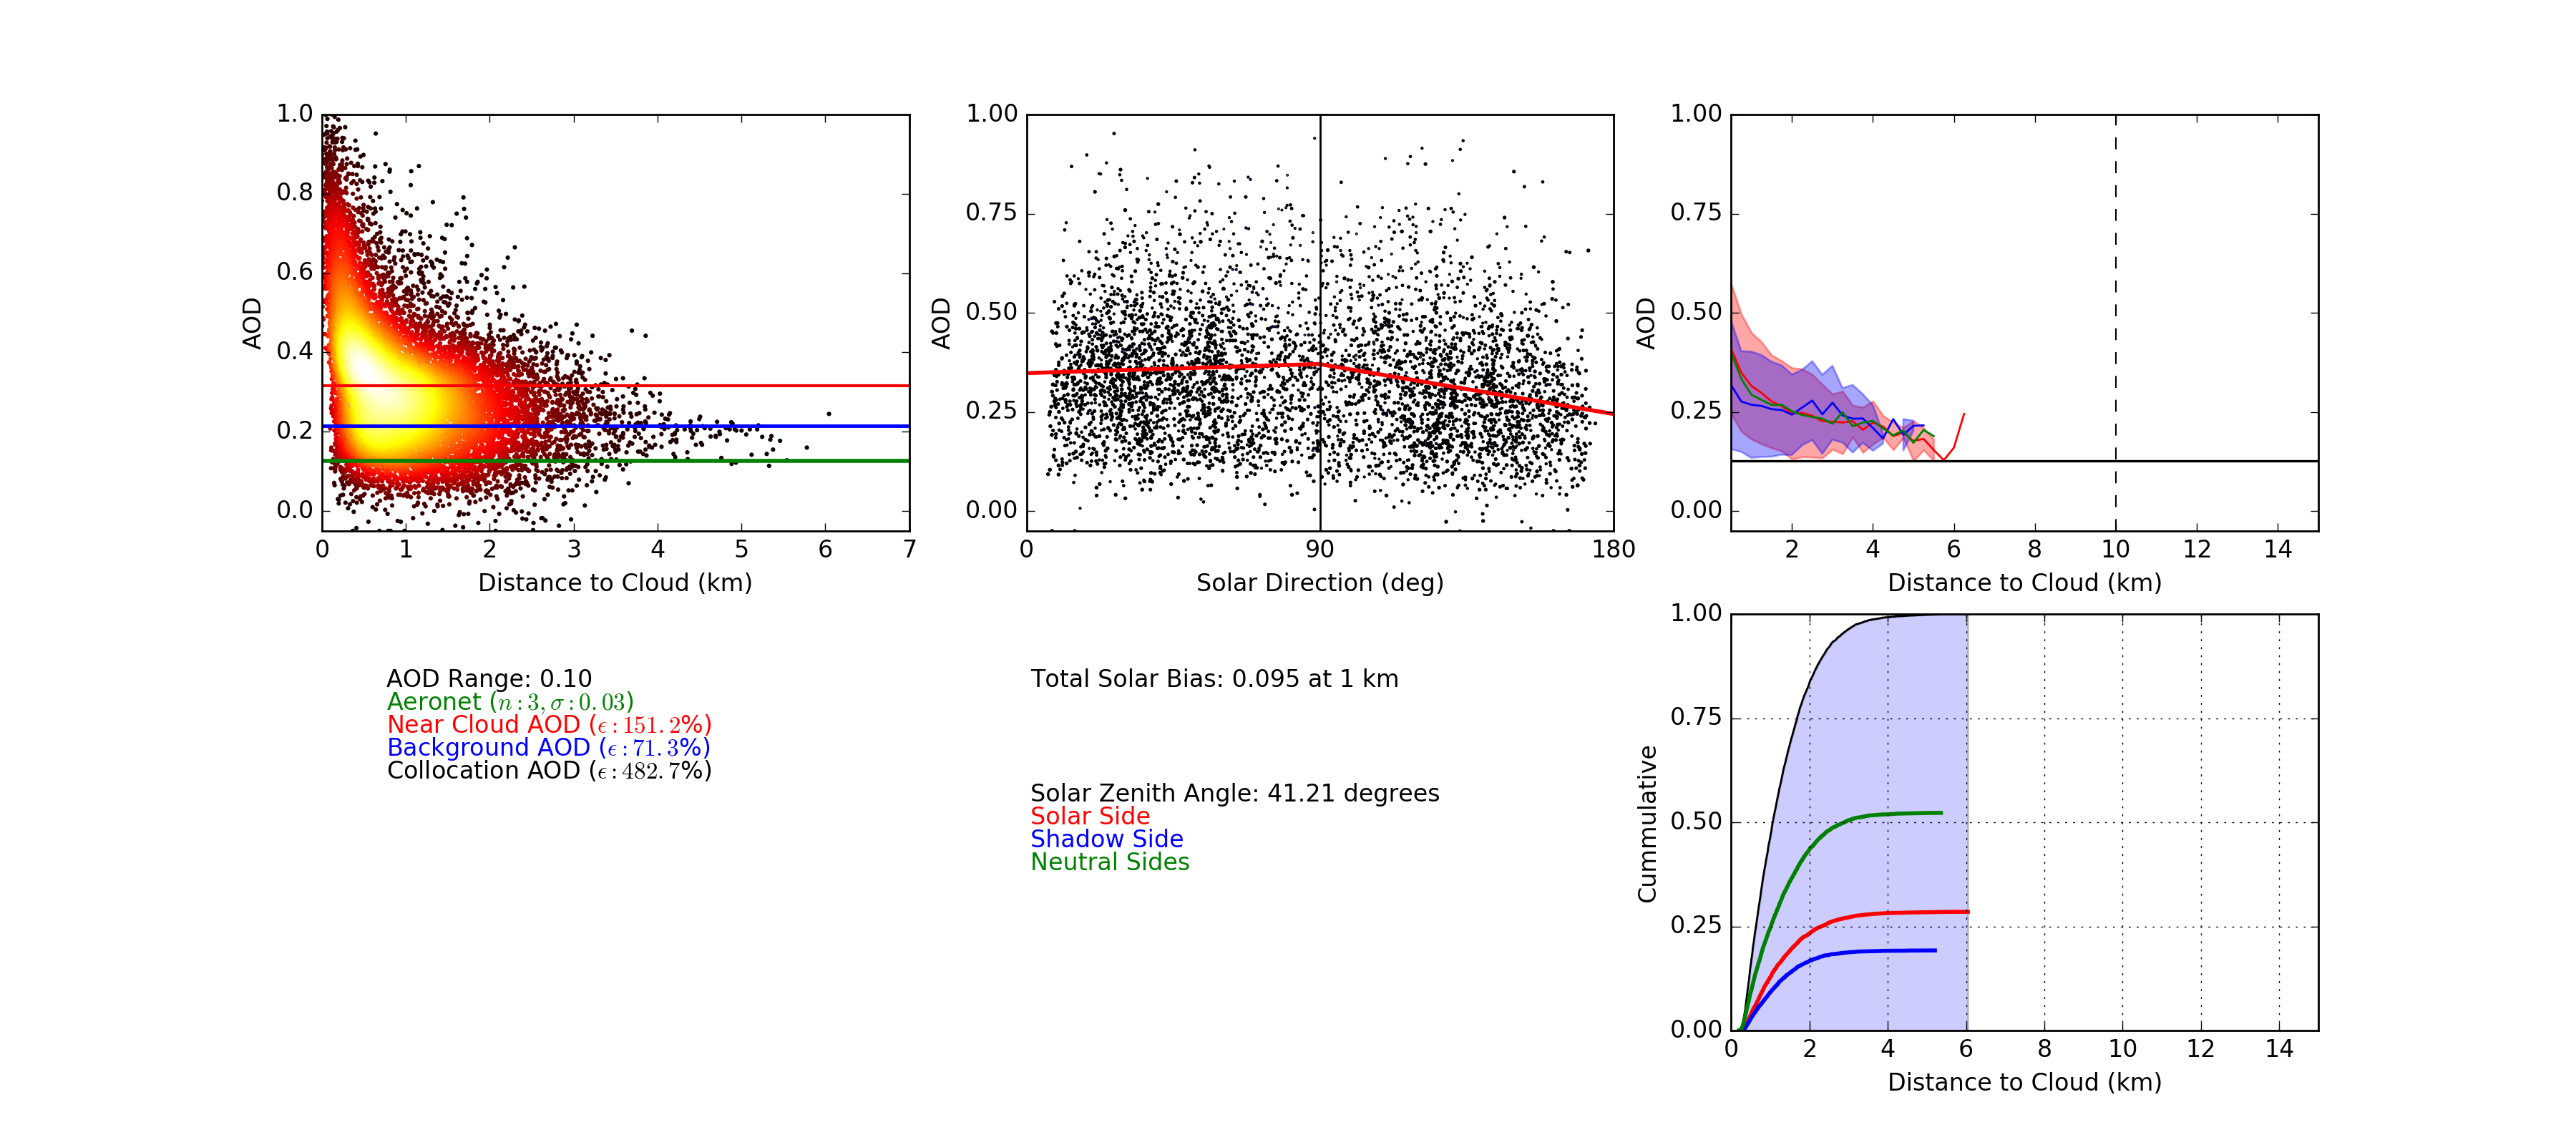 1.0
0.8
0.6
0.4
0.2
0.0
AOD
0 1 2 3 4 5 6 7
Distance to Cloud (km)
1.00
0.75
0.50
0.25
0.00
AOD
0 90 180
Solar Direction (deg)
1.00
0.75
0.50
0.25
0.00
AOD
2 4 6 8 10 12 14
Distance to Cloud (km)
AOD Range: 0.10
Aeronet (n : 3, σ : 0.03)
Near Cloud AOD (ϵ : 151.2%)
Background AOD (ϵ : 71.3%)
Collocation AOD (ϵ : 482.7%)
Total Solar Bias: 0.095 at 1 km
Solar Zenith Angle: 41.21 degrees
Solar Side
Shadow Side
Neutral Sides
1.00
0.75
0.50
0.25
0.00
Cummulative
0 2 4 6 8 10 12 14
Distance to Cloud (km)